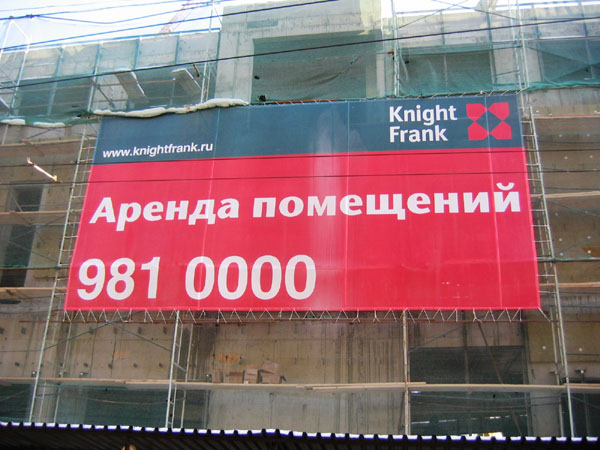 Knight
Frank
www.knightfrank.ru
Аренда помещений
981 0000